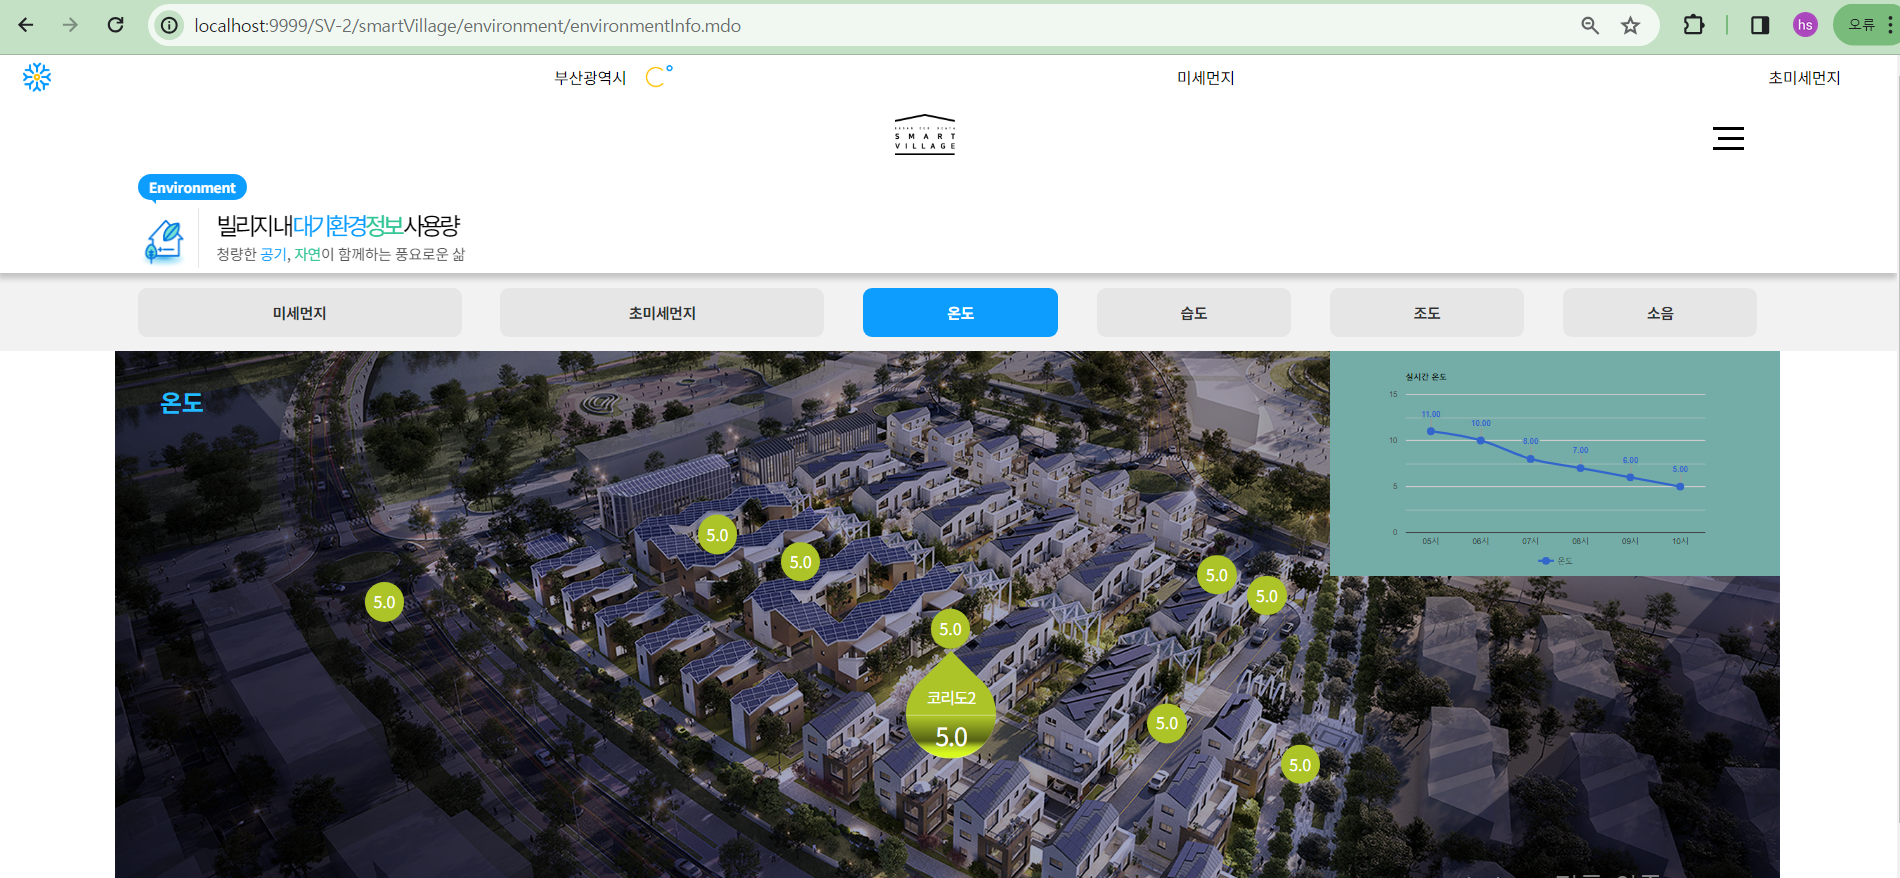 localhost:9999/SV-2/smartVillage/environment/environmentInfo.mdo
hs
오류
부산광역시 C°
미세먼지
초미세먼지
SMART
VILLAGE
Environment
빌리지 내 대기환경정보 사용량
청량한 공기, 자연이 함께하는 풍요로운 삶
미세먼지
초미세먼지
온도
습도
조도
소음
온도
실시간 온도
15
10
5
0
11.00
10.00
8.00
7.00
6.00
5.00
05시
06시
07시
08시
09시
10시
온도
5.0
5.0
5.0
5.0
5.0
5.0
코리도2
5.0
5.0
5.0